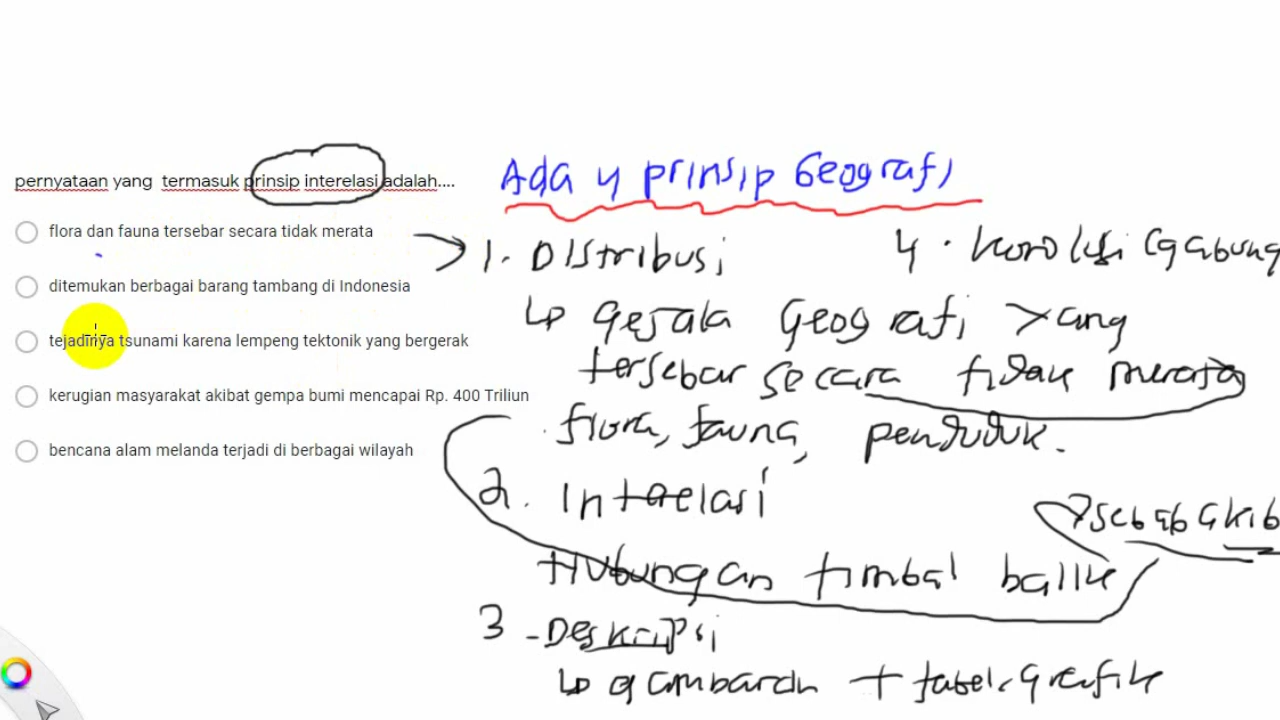 pernyataan yang termasuk prinsip interelasi adalah....
flora dan fauna tersebar secara tidak merata
ditemukan berbagai barang tambang di Indonesia
tejadinya tsunami karena lempeng tektonik yang bergerak
kerugian masyarakat akibat gempa bumi mencapai Rp. 400 Triliun
bencana alam melanda terjadi di berbagai wilayah
Ada 4 prinsip Geografi
1. Distribusi
4. (gabung
gejala Geografi yang
tersebar secara tidak merata
flora, fauna, penduduk.
2. Interelasi
sebab akib
Hubungan timbal balik
3 - Deskripsi
gambaran + tabel, grafik